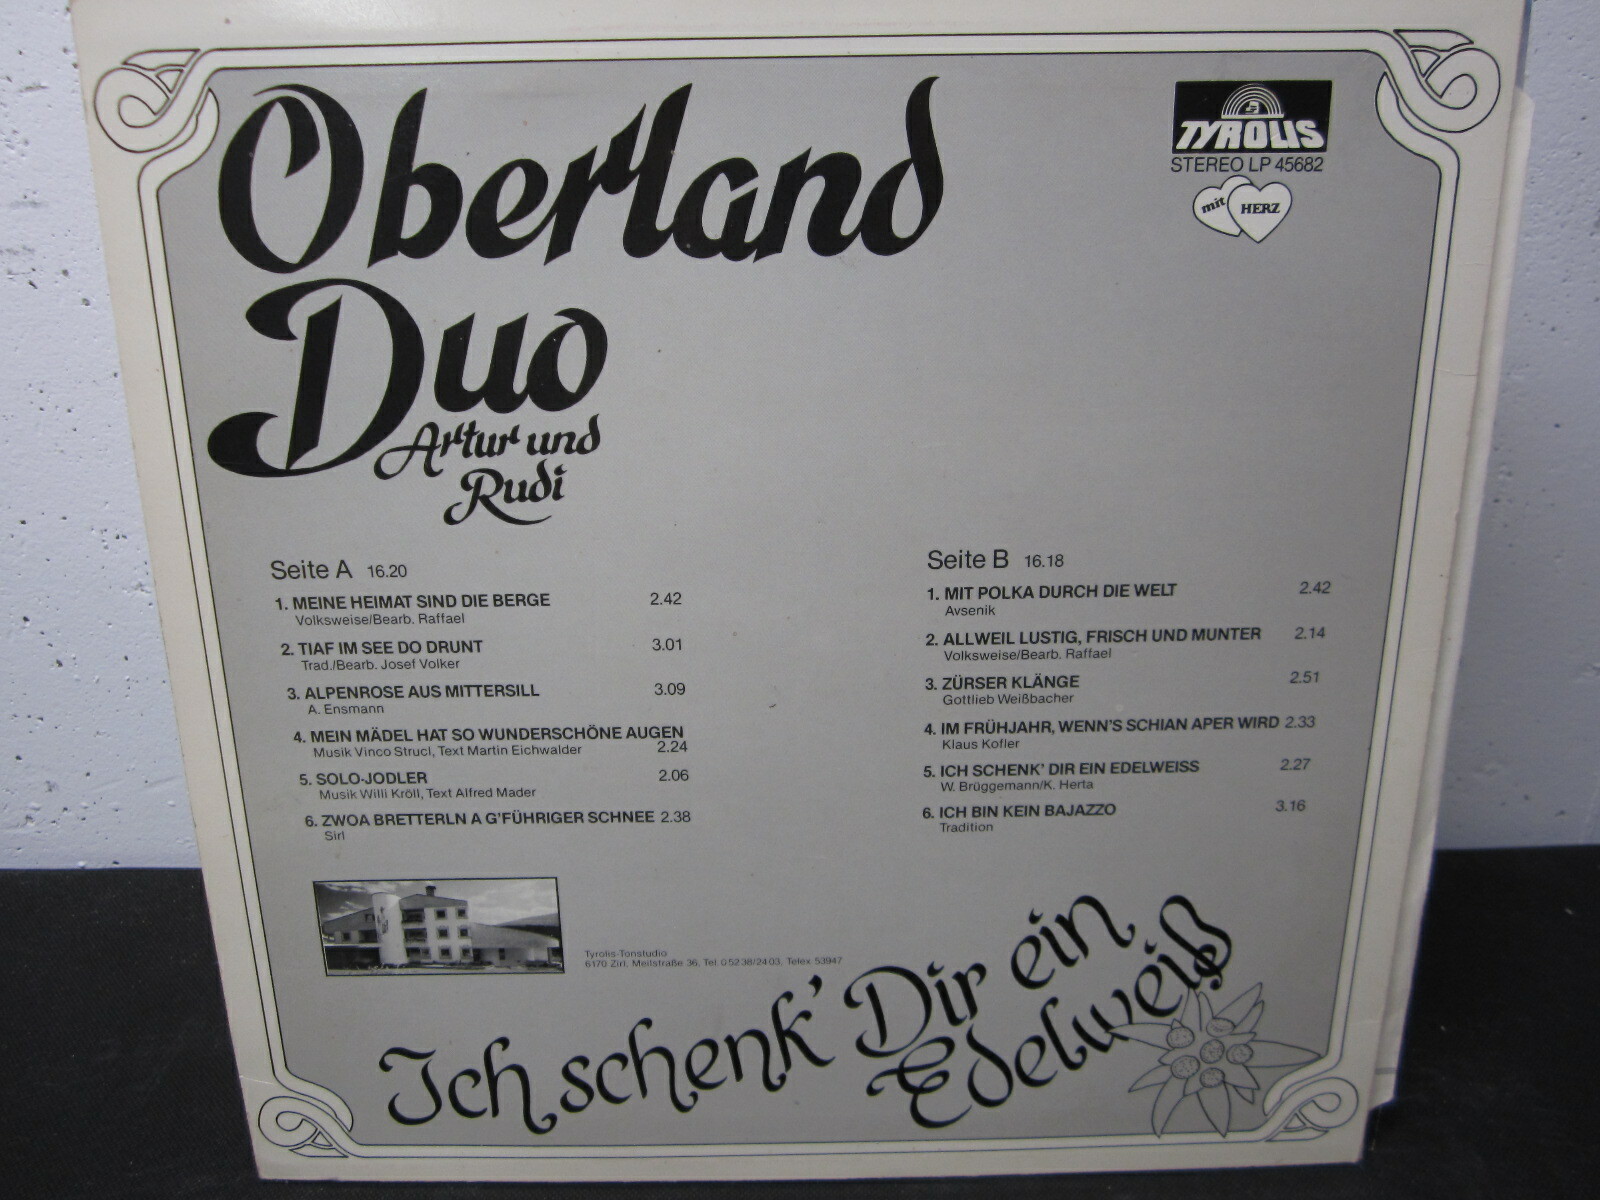 Oberland
Duo
Artur und
Rudi
TYROLIS
STEREO LP 45682
mit HERZ
Seite A 16.20
1. MEINE HEIMAT SIND DIE BERGE 2.42
Volksweise/Bearb. Raffael
2. TIAF IM SEE DO DRUNT 3.01
Trad./Bearb. Josef Volker
3. ALPENROSE AUS MITTERSILL 3.09
A. Ensmann
4. MEIN MÄDEL HAT SO WUNDERSCHÖNE AUGEN
Musik Vinco Strucl, Text Martin Eichwalder 2.24
5. SOLO-JODLER 2.06
Musik Willi Kröll, Text Alfred Mader
6. ZWOA BRETTERLN A G'FÜHRIGER SCHNEE 2.38
Sirl
Seite B 16.18
1. MIT POLKA DURCH DIE WELT 2.42
Avsenik
2. ALLWEIL LUSTIG, FRISCH UND MUNTER 2.14
Volksweise/Bearb. Raffael
3. ZÜRSER KLÄNGE 2.51
Gottlieb Weißbacher
4. IM FRÜHJAHR, WENN'S SCHIAN APER WIRD 2.33
Klaus Kofler
5. ICH SCHENK' DIR EIN EDELWEISS 2.27
W. Brüggemann/K. Herta
6. ICH BIN KEIN BAJAZZO 3.16
Tradition
Tyrolis-Tonstudio
6170 Zirl, Meilstraße 36, Tel. 0 52 38/24 03, Telex 53947
Ich schenk' Dir ein
Edelweiß